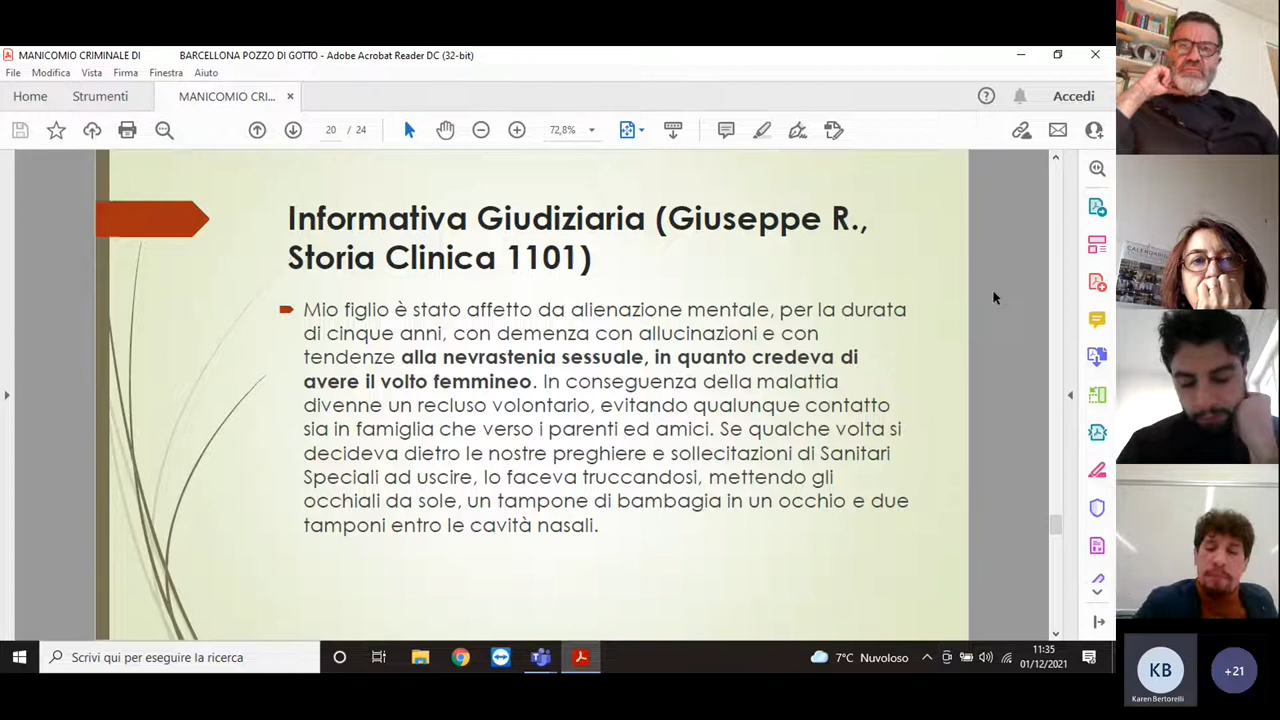 MANICOMIO CRIMINALE DI BARCELLONA POZZO DI GOTTO - Adobe Acrobat Reader DC (32-bit)
File Modifica Vista Firma Finestra Aiuto
Home Strumenti MANICOMIO CRI... × Accedi
20 / 24 72,8%
Informativa Giudiziaria (Giuseppe R.,
Storia Clinica 1101)
Mio figlio è stato affetto da alienazione mentale, per la durata
di cinque anni, con demenza con allucinazioni e con
tendenze alla nevrastenia sessuale, in quanto credeva di
avere il volto femmineo. In conseguenza della malattia
divenne un recluso volontario, evitando qualunque contatto
sia in famiglia che verso i parenti ed amici. Se qualche volta si
decideva dietro le nostre preghiere e sollecitazioni di Sanitari
Speciali ad uscire, lo faceva truccandosi, mettendo gli
occhiali da sole, un tampone di bambagia in un occhio e due
tamponi entro le cavità nasali.
CALENDARIO
Scrivi qui per eseguire la ricerca
7°C Nuvoloso
11:35
01/12/2021
KB
Karen Bertorelli
+21